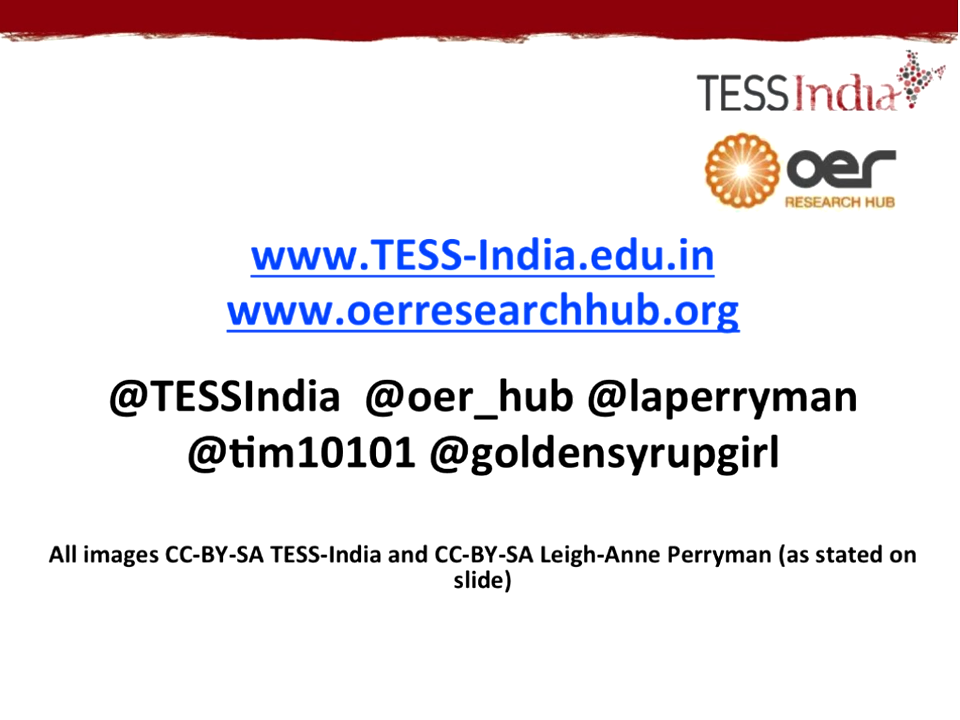 TESS India
oer
RESEARCH HUB
www.TESS-India.edu.in
www.oerresearchhub.org
@TESSIndia  @oer_hub @laperryman
@tim10101 @goldensyrupgirl
All images CC-BY-SA TESS-India and CC-BY-SA Leigh-Anne Perryman (as stated on
slide)